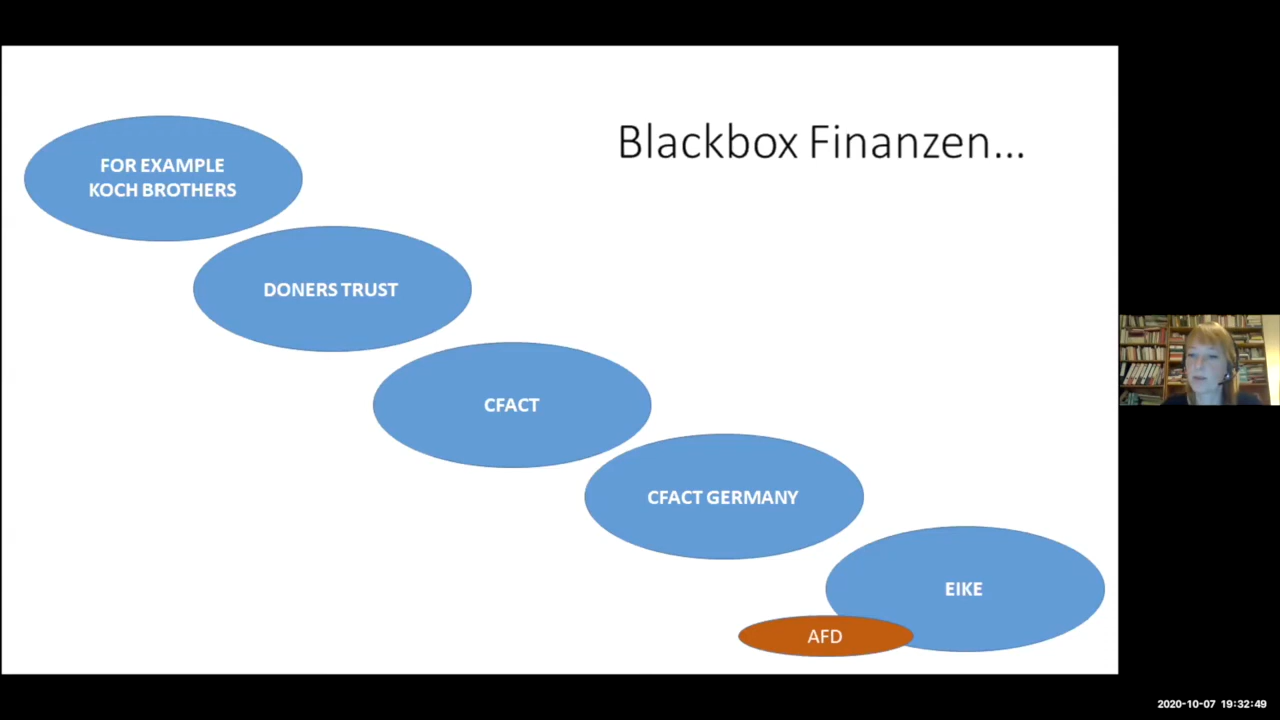 Blackbox Finanzen...
FOR EXAMPLE
KOCH BROTHERS
DONERS TRUST
CFACT
CFACT GERMANY
EIKE
AFD
2020-10-07 19:32:49